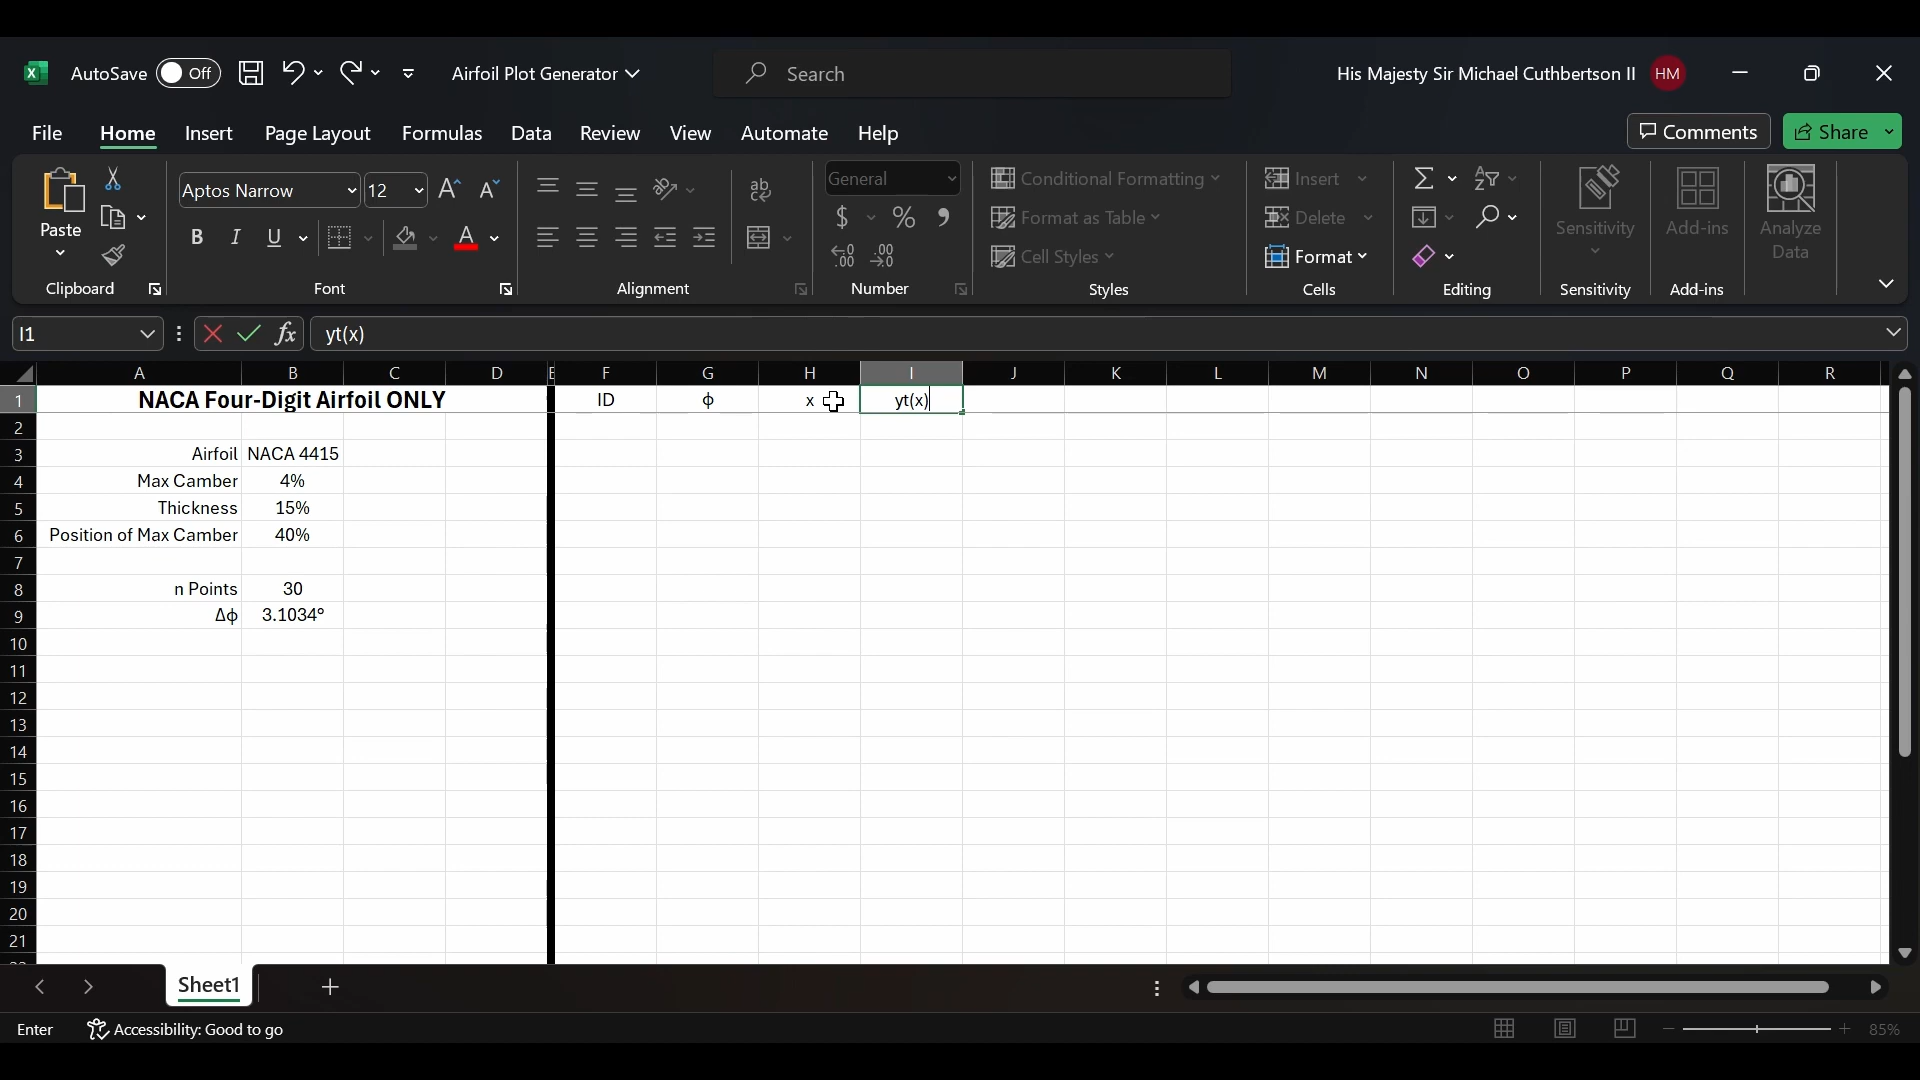 AutoSave Off Airfoil Plot Generator Search His Majesty Sir Michael Cuthbertson II HM
File Home Insert Page Layout Formulas Data Review View Automate Help Comments Share
Paste Aptos Narrow 12 General Conditional Formatting Insert Sensitivity Add-ins Analyze Data
B I U A $ % Format as Table Delete
Cell Styles Format
Clipboard Font Alignment Number Styles Cells Editing Sensitivity Add-ins
I1 fx yt(x)
A B C D E F G H I J K L M N O P Q R
1 NACA Four-Digit Airfoil ONLY ID ϕ x yt(x)
2
3 Airfoil NACA 4415
4 Max Camber 4%
5 Thickness 15%
6 Position of Max Camber 40%
7
8 n Points 30
9 Δϕ 3.1034°
10
11
12
13
14
15
16
17
18
19
20
21
Sheet1
Enter Accessibility: Good to go 85%